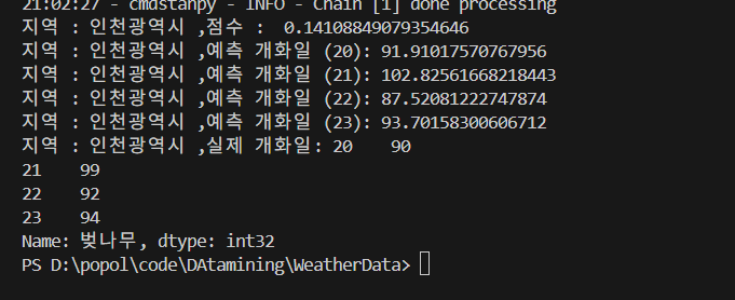 21:02:27 - cmdstanpy - INFO - Chain [1] done processing
지역 : 인천광역시 ,점수 :  0.14108849079354646
지역 : 인천광역시 ,예측 개화일 (20): 91.91017570767956
지역 : 인천광역시 ,예측 개화일 (21): 102.82561668218443
지역 : 인천광역시 ,예측 개화일 (22): 87.52081222747874
지역 : 인천광역시 ,예측 개화일 (23): 93.70158300606712
지역 : 인천광역시 ,실제 개화일: 20    90
21    99
22    92
23    94
Name: 벚나무, dtype: int32
PS D:\popol\code\DAtamining\WeatherData>